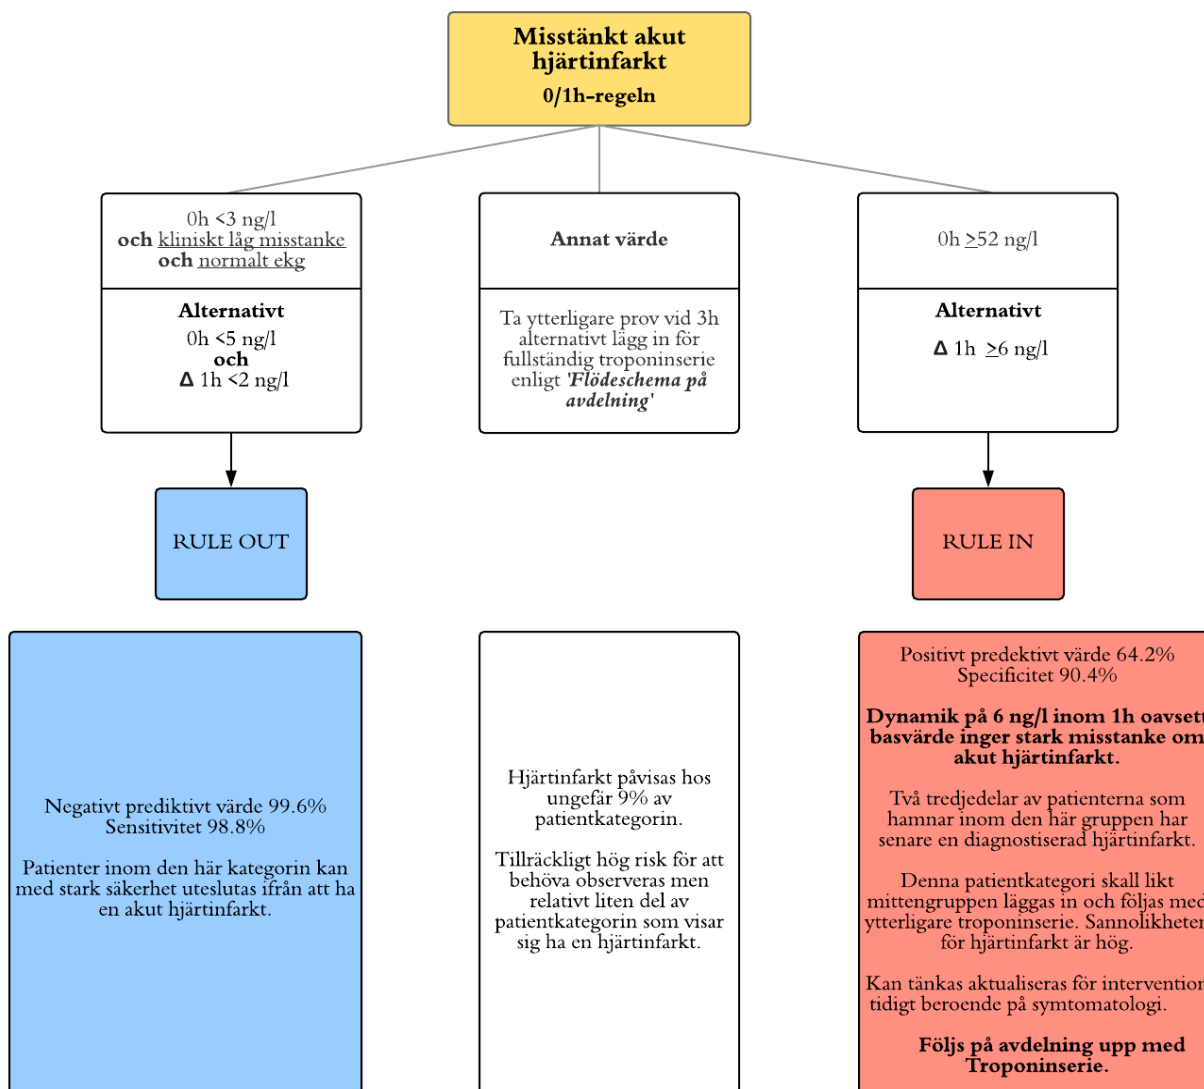 Misstänkt akut
hjärtinfarkt
0/1h-regeln
0h <3 ng/l
och kliniskt låg misstanke
och normalt ekg
Alternativt
0h <5 ng/l
och
Δ 1h <2 ng/l
Annat värde
Ta ytterligare prov vid 3h
alternativt lägg in för
fullständig troponinserie
enligt 'Flödeschema på
avdelning'
0h ≥52 ng/l
Alternativt
Δ 1h ≥6 ng/l
RULE OUT
RULE IN
Negativt prediktivt värde 99.6%
Sensitivitet 98.8%
Patienter inom den här kategorin kan
med stark säkerhet uteslutas ifrån att ha
en akut hjärtinfarkt.
Hjärtinfarkt påvisas hos
ungefär 9% av
patientkategorin.
Tillräckligt hög risk för att
behöva observeras men
relativt liten del av
patientkategorin som visar
sig ha en hjärtinfarkt.
Positivt predektivt värde 64.2%
Specificitet 90.4%
Dynamik på 6 ng/l inom 1h oavsett
basvärde inger stark misstanke om
akut hjärtinfarkt.
Två tredjedelar av patienterna som
hamnar inom den här gruppen har
senare en diagnostiserad hjärtinfarkt.
Denna patientkategori skall likt
mittengruppen läggas in och följas med
ytterligare troponinserie. Sannolikheten
för hjärtinfarkt är hög.
Kan tänkas aktualiseras för intervention
tidigt beroende på symtomatologi.
Följs på avdelning upp med
Troponinserie.